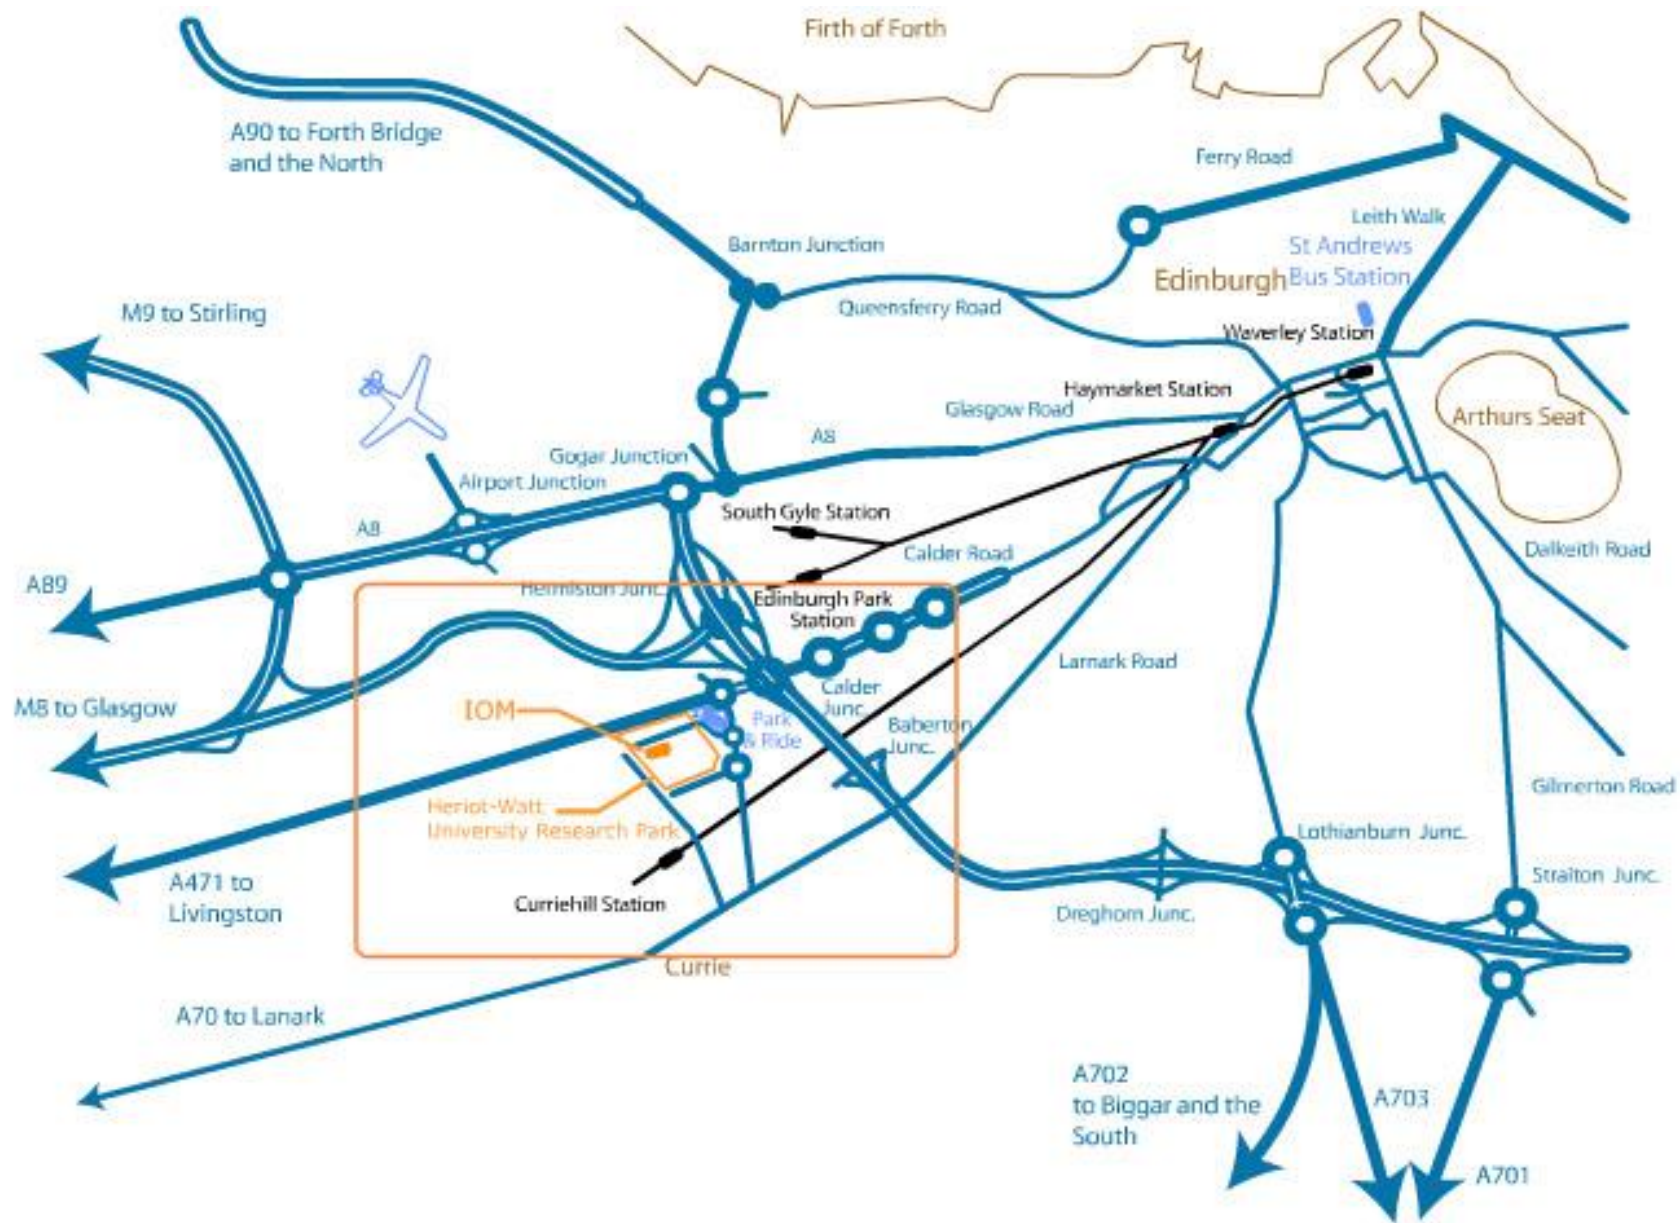 Firth of Forth
A90 to Forth Bridge
and the North
Ferry Road
Leith Walk
St Andrews
Bus Station
Edinburgh
Barnton Junction
Queensferry Road
M9 to Stirling
Waverley Station
Haymarket Station
Glasgow Road
Arthurs Seat
A8
Gogar Junction
Airport Junction
South Gyle Station
A8
Calder Road
Dalkeith Road
A89
Hermiston Junc.
Edinburgh Park
Station
Larnark Road
M8 to Glasgow
IOM
Calder
Junc.
Park
& Ride
Baberton
Junc.
Gilmerton Road
Heriot-Watt
University Research Park
Lothianburn Junc.
A471 to
Livingston
Curriehill Station
Dreghorn Junc.
Straiton Junc.
Currie
A70 to Lanark
A702
to Biggar and the
South
A703
A701